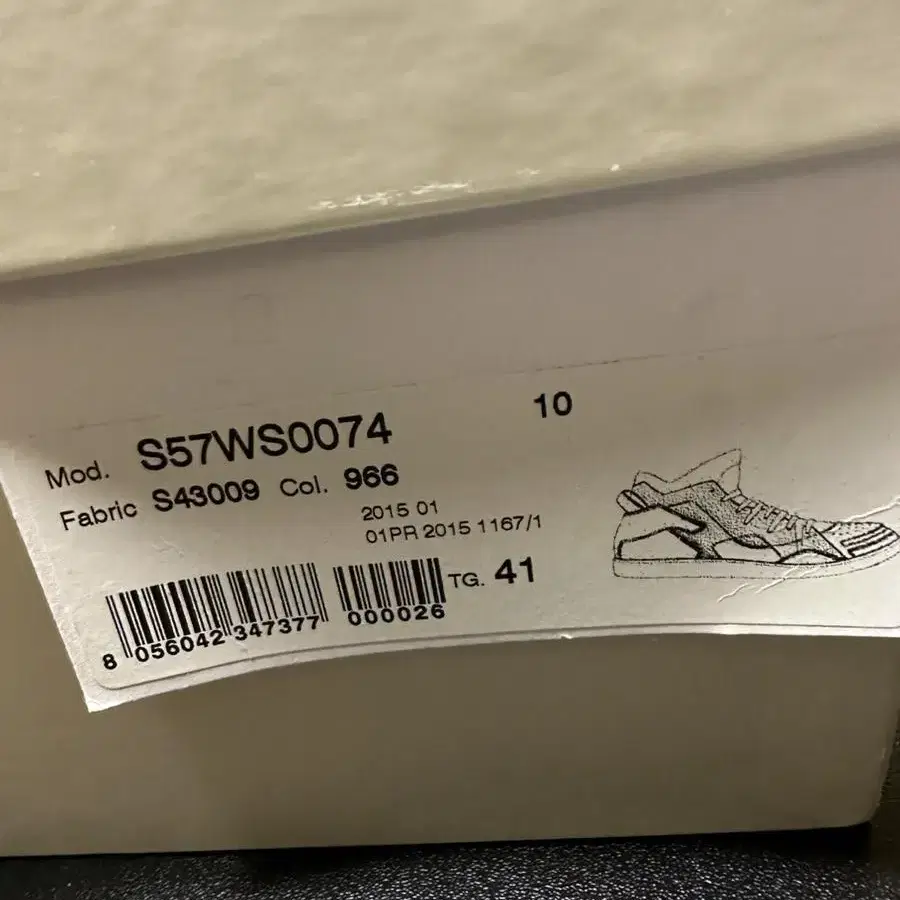 10
Mod. S57WS0074
Fabric S43009 Col. 966
2015 01
01PR 2015 1167/1
TG. 41
8 056042 347377 000026